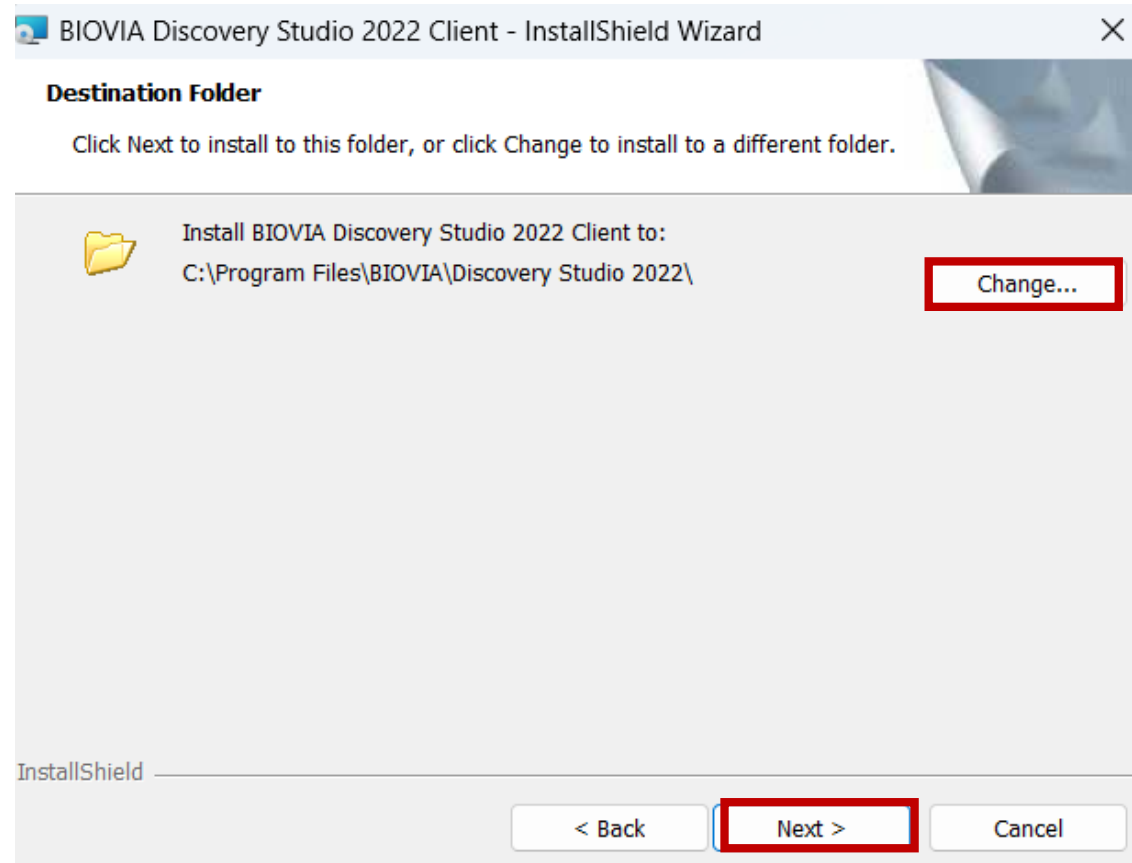 BIOVIA Discovery Studio 2022 Client - InstallShield Wizard
Destination Folder
Click Next to install to this folder, or click Change to install to a different folder.
Install BIOVIA Discovery Studio 2022 Client to:
C:\Program Files\BIOVIA\Discovery Studio 2022\
Change...
InstallShield
< Back
Next >
Cancel